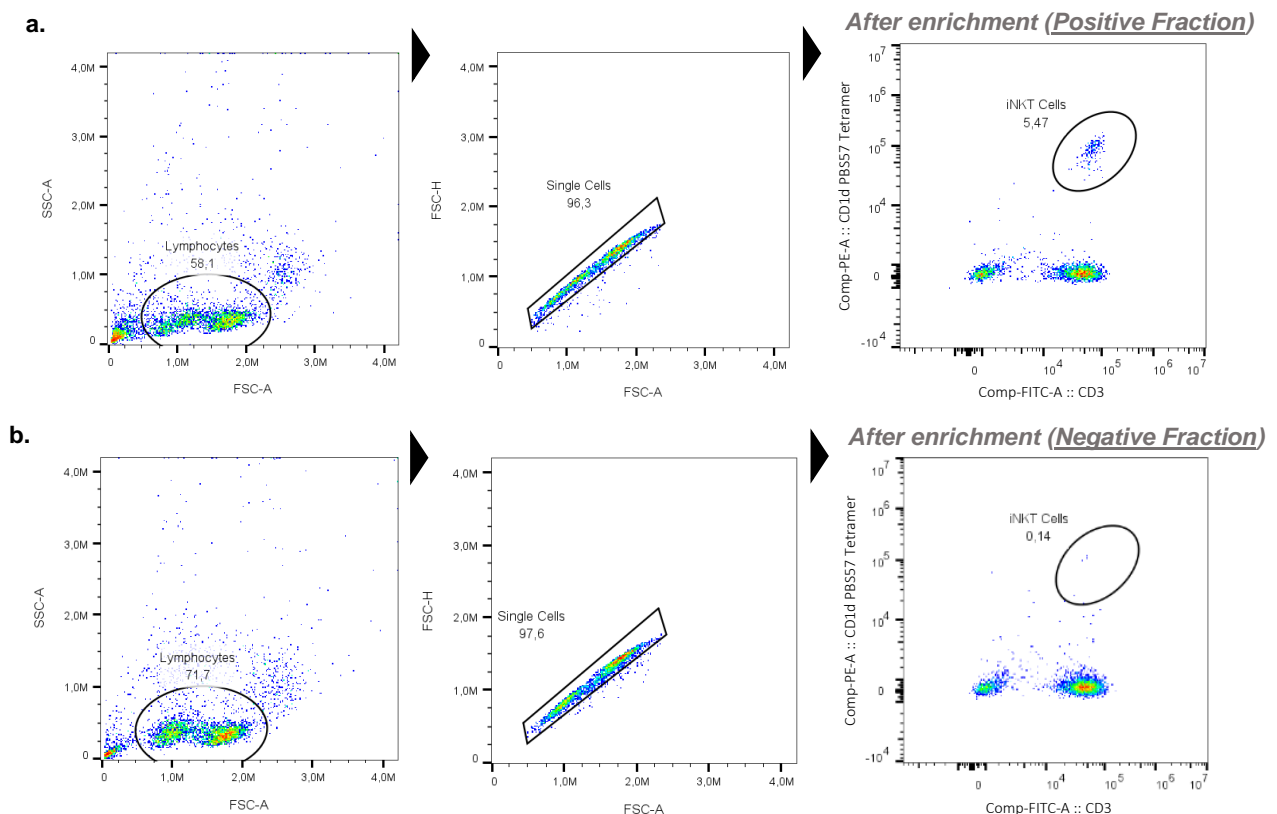 a.
After enrichment (Positive Fraction)
4,0M
3,0M
2,0M
1,0M
0
SSC-A
Lymphocytes
58,1
0
1,0M
2,0M
3,0M
4,0M
FSC-A
4,0M
3,0M
2,0M
1,0M
0
FSC-H
Single Cells
96,3
0
1,0M
2,0M
3,0M
4,0M
FSC-A
10^7
10^6
10^5
10^4
0
-10^4
Comp-PE-A :: CD1d PBS57 Tetramer
iNKT Cells
5,47
0
10^4
10^5
10^6
10^7
Comp-FITC-A :: CD3
b.
After enrichment (Negative Fraction)
4,0M
3,0M
2,0M
1,0M
0
SSC-A
Lymphocytes
71,7
0
1,0M
2,0M
3,0M
4,0M
FSC-A
4,0M
3,0M
2,0M
1,0M
0
FSC-H
Single Cells
97,6
0
1,0M
2,0M
3,0M
4,0M
FSC-A
10^7
10^6
10^5
10^4
0
-10^4
Comp-PE-A :: CD1d PBS57 Tetramer
iNKT Cells
0,14
0
10^4
10^5
10^6
10^7
Comp-FITC-A :: CD3